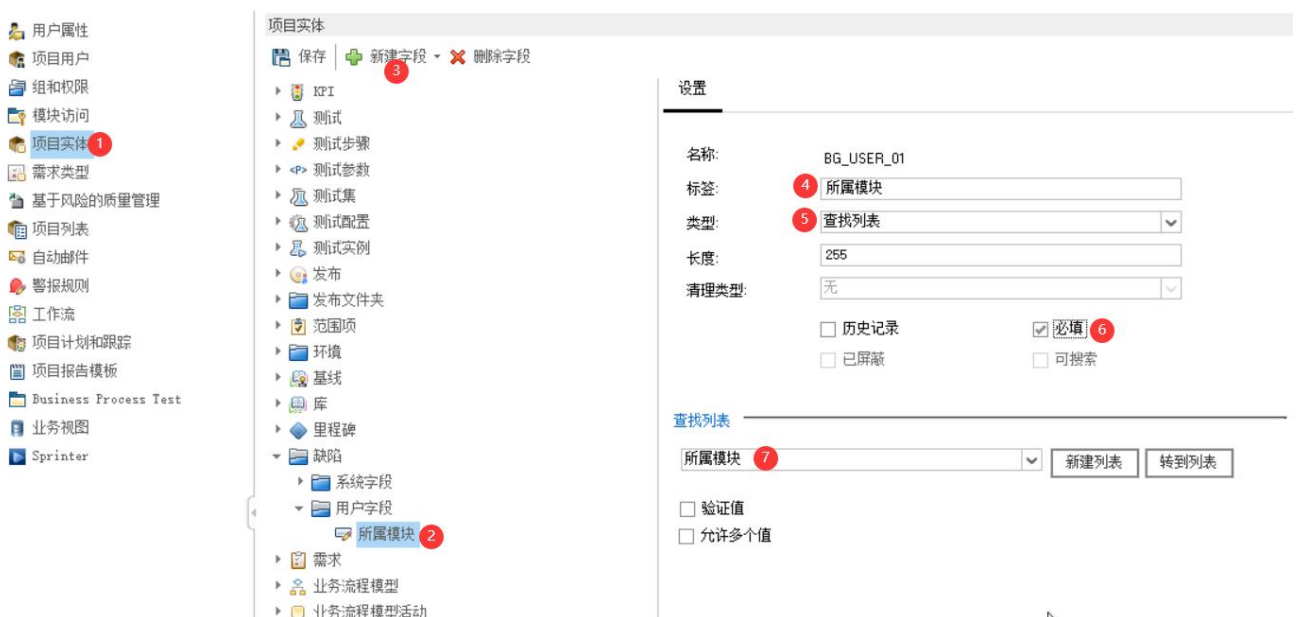 用户属性
项目用户
组和权限
模块访问
项目实体 1
需求类型
基于风险的质量管理
项目列表
自动邮件
警报规则
工作流
项目计划和跟踪
项目报告模板
Business Process Test
业务视图
Sprinter
项目实体
保存 新建字段 删除字段
3
KPI
测试
测试步骤
<P> 测试参数
测试集
测试配置
测试实例
发布
发布文件夹
范围项
环境
基线
库
里程碑
缺陷
系统字段
用户字段
所属模块 2
需求
业务流程模型
业务流程模型活动
设置
名称: BG_USER_01
标签: 4 所属模块
类型: 5 查找列表
长度: 255
清理类型: 无
历史记录 必填 6
已屏蔽 可搜索
查找列表
所属模块 7 新建列表 转到列表
验证值
允许多个值